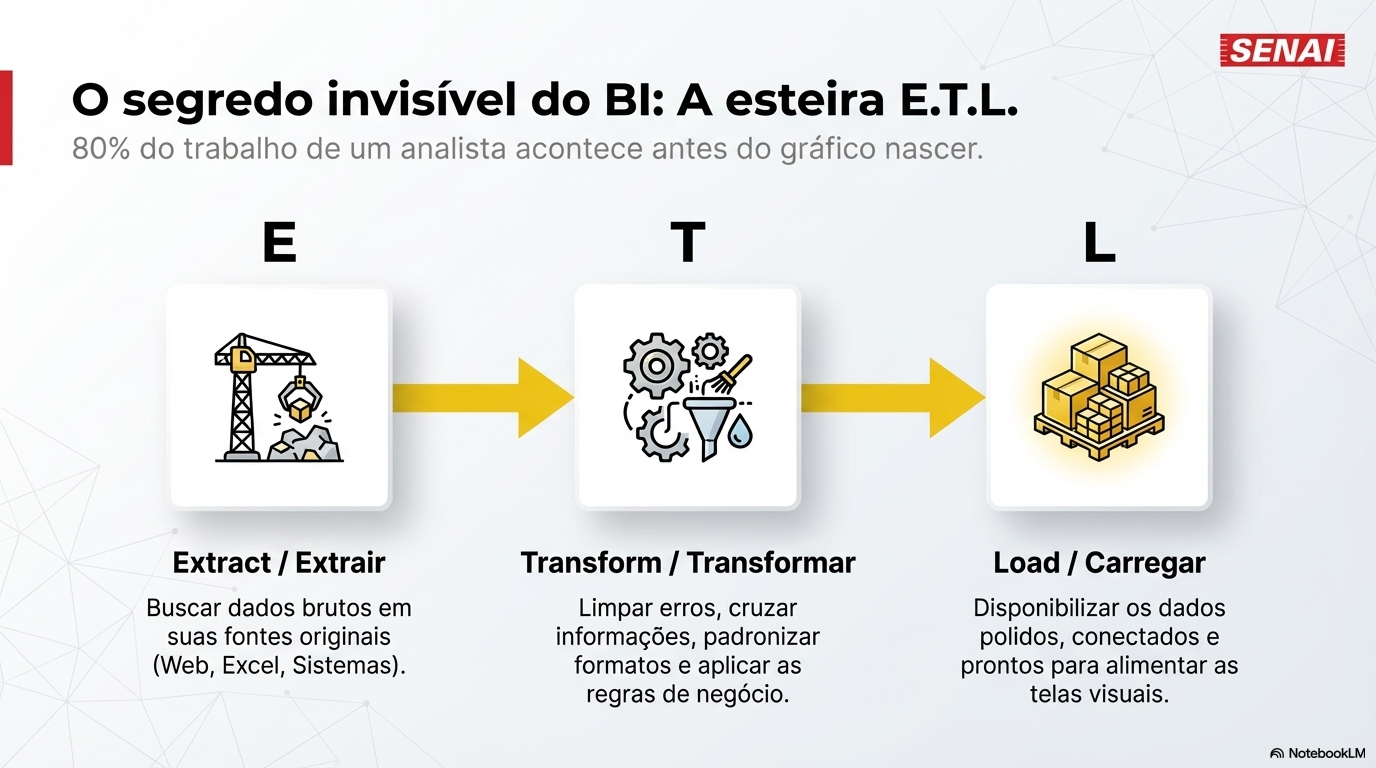 SENAI
O segredo invisível do BI: A esteira E.T.L.
80% do trabalho de um analista acontece antes do gráfico nascer.
E
T
L
Extract / Extrair
Buscar dados brutos em
suas fontes originais
(Web, Excel, Sistemas).
Transform / Transformar
Limpar erros, cruzar
informações, padronizar
formatos e aplicar as
regras de negócio.
Load / Carregar
Disponibilizar os dados
polidos, conectados e
prontos para alimentar as
telas visuais.
NotebookLM